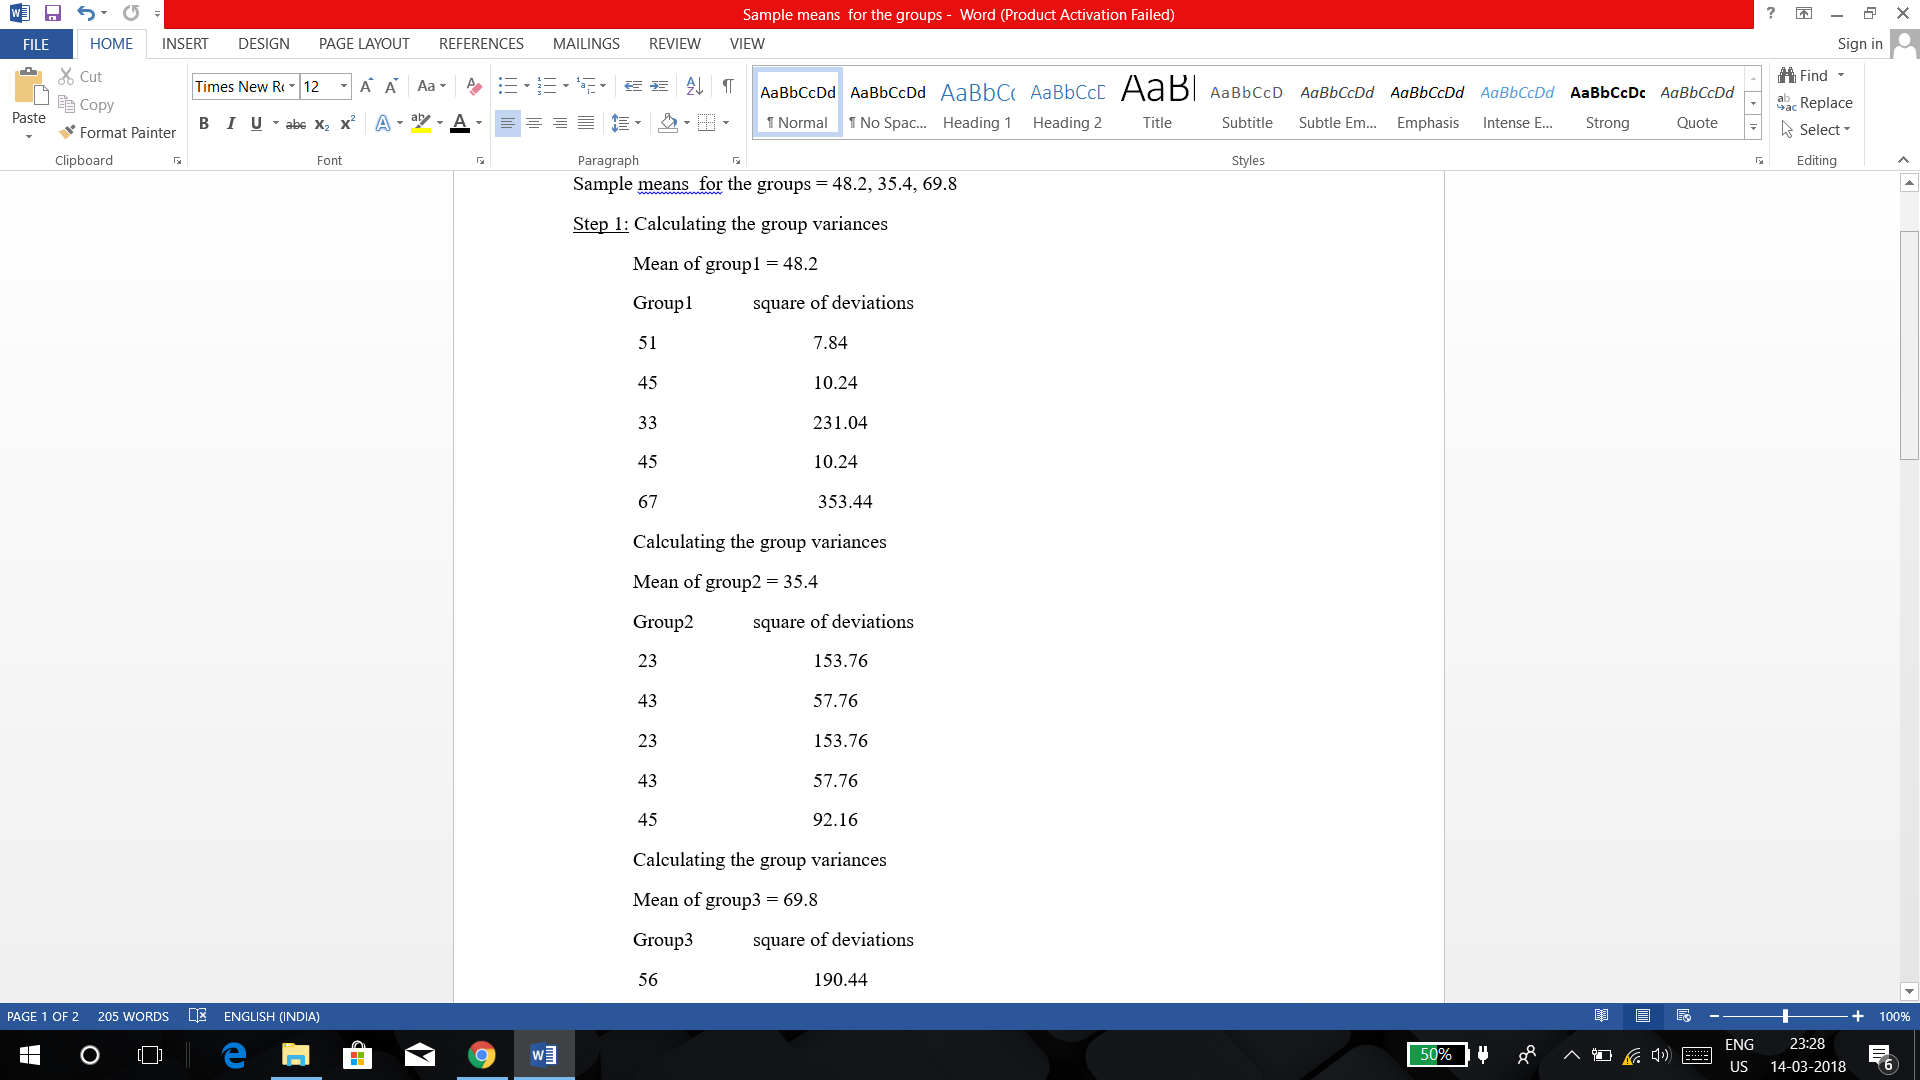 Sample means  for the groups -  Word (Product Activation Failed)
FILE HOME INSERT DESIGN PAGE LAYOUT REFERENCES MAILINGS REVIEW VIEW Sign in
Paste
Cut
Copy
Format Painter
Clipboard
Times New Ro 12
Font
Paragraph
AaBbCcDd AaBbCcDd AaBbC AaBbCcD AaBl AaBbCcD AaBbCcDd AaBbCcDd AaBbCcDd AaBbCcDc AaBbCcDd
¶ Normal ¶ No Spac... Heading 1 Heading 2 Title Subtitle Subtle Em... Emphasis Intense E... Strong Quote
Styles
Find
Replace
Select
Editing
Sample means  for the groups = 48.2, 35.4, 69.8
Step 1: Calculating the group variances
Mean of group1 = 48.2
Group1 square of deviations
51 7.84
45 10.24
33 231.04
45 10.24
67 353.44
Calculating the group variances
Mean of group2 = 35.4
Group2 square of deviations
23 153.76
43 57.76
23 153.76
43 57.76
45 92.16
Calculating the group variances
Mean of group3 = 69.8
Group3 square of deviations
56 190.44
PAGE 1 OF 2 205 WORDS ENGLISH (INDIA) 100%
50% ENG 23:28
US 14-03-2018 6